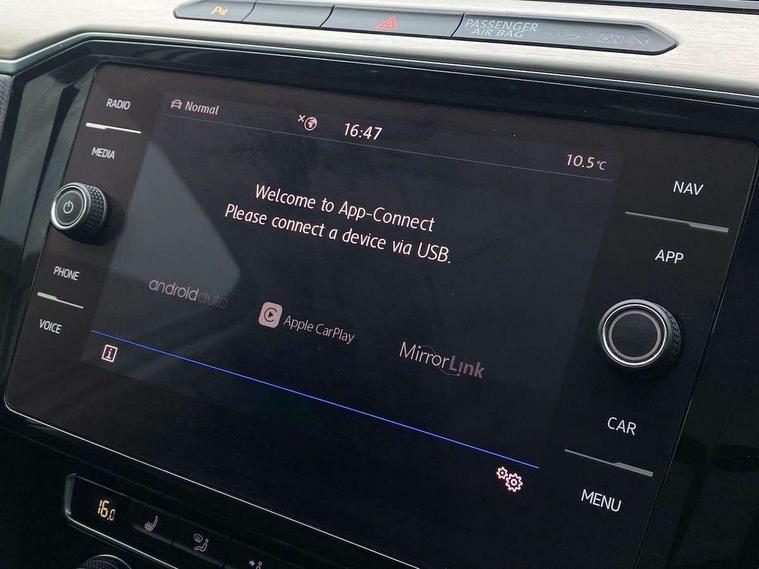 PASSENGER
AIR BAG
ON
RADIO
MEDIA
PHONE
VOICE
Normal
16:47
10.5°C
Welcome to App-Connect
Please connect a device via USB.
androidauto
Apple CarPlay
MirrorLink
NAV
APP
CAR
MENU
16.0